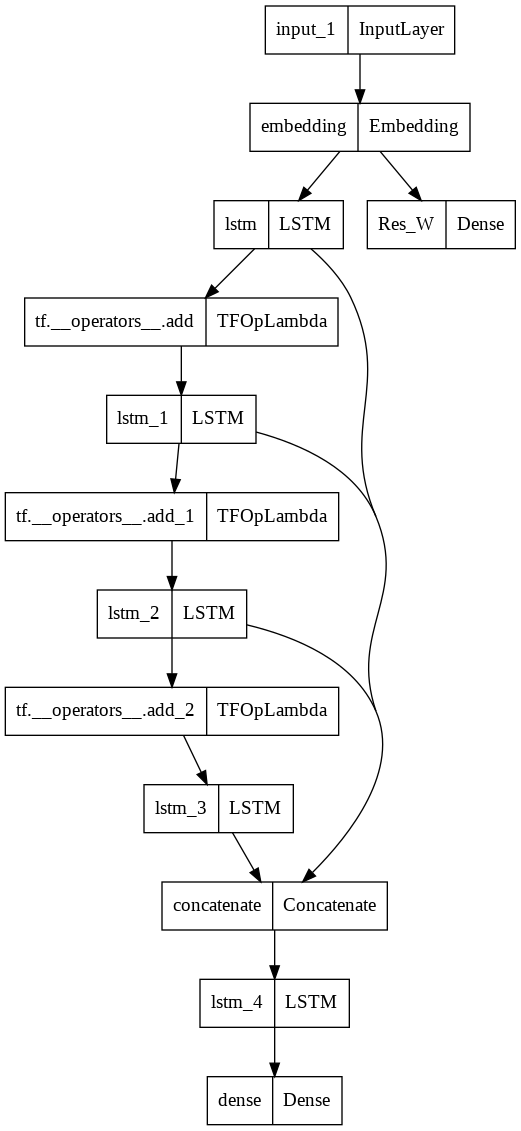 input_1 InputLayer
embedding Embedding
lstm LSTM Res_W Dense
tf.__operators__.add TFOpLambda
lstm_1 LSTM
tf.__operators__.add_1 TFOpLambda
lstm_2 LSTM
tf.__operators__.add_2 TFOpLambda
lstm_3 LSTM
concatenate Concatenate
lstm_4 LSTM
dense Dense